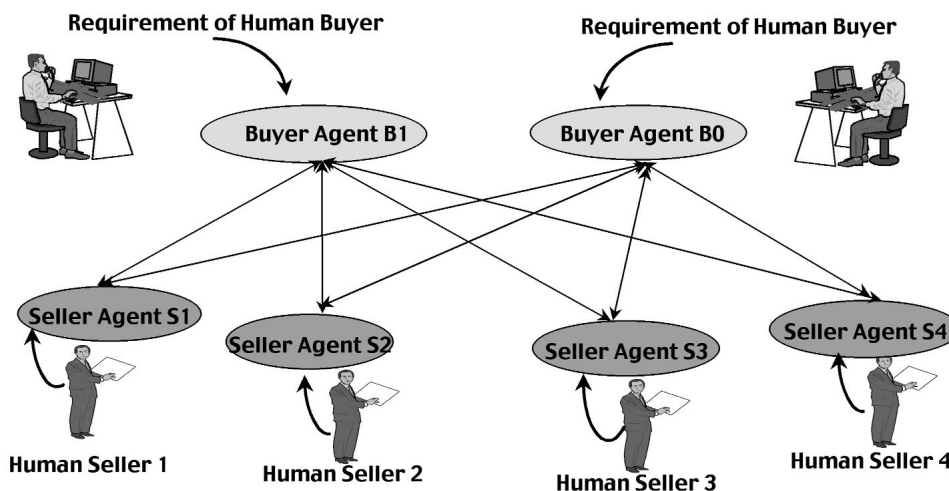 Requirement of Human Buyer
Requirement of Human Buyer
Buyer Agent B1
Buyer Agent B0
Seller Agent S1
Seller Agent S2
Seller Agent S3
Seller Agent S4
Human Seller 1
Human Seller 2
Human Seller 3
Human Seller 4